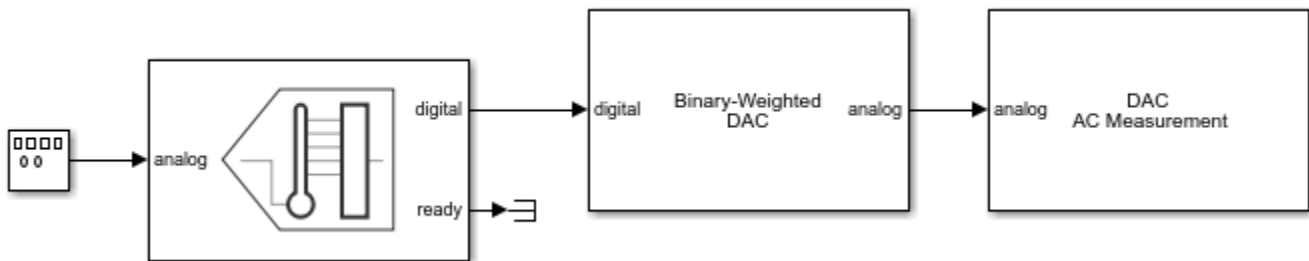 analog
digital
ready
digital
Binary-Weighted
DAC
analog
analog
DAC
AC Measurement